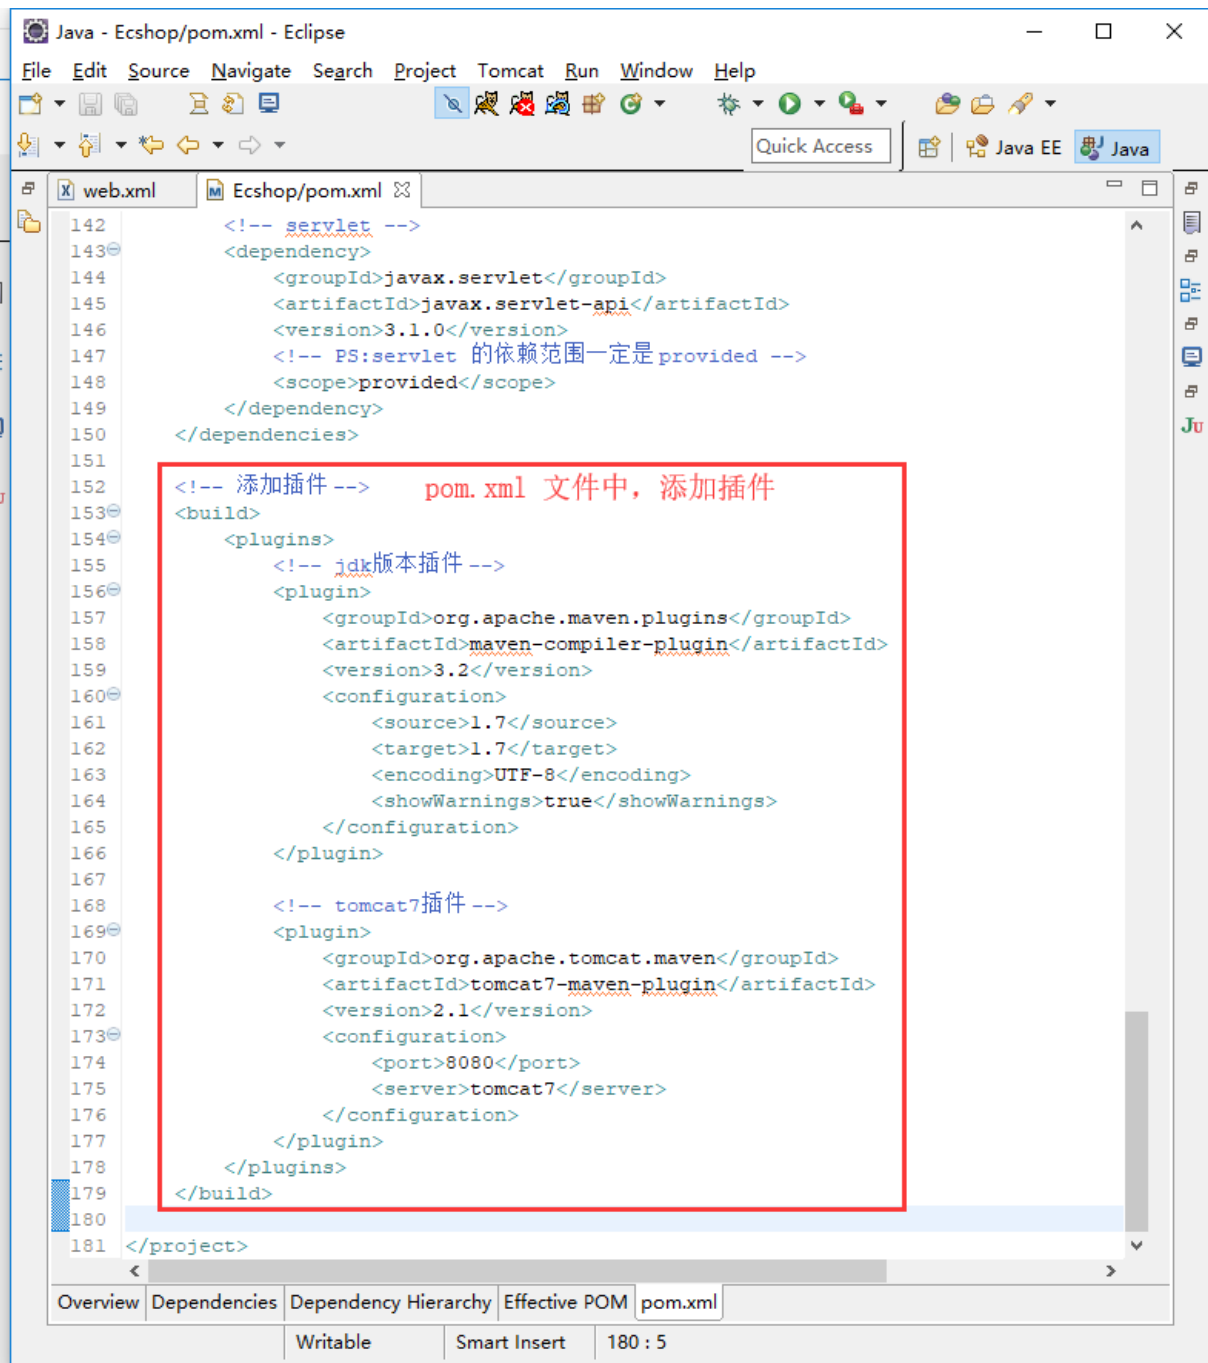 Java - Ecshop/pom.xml - Eclipse
File Edit Source Navigate Search Project Tomcat Run Window Help
Quick Access
Java EE
Java
web.xml
Ecshop/pom.xml
142 <!-- servlet -->
143 <dependency>
144 <groupId>javax.servlet</groupId>
145 <artifactId>javax.servlet-api</artifactId>
146 <version>3.1.0</version>
147 <!-- PS:servlet 的依赖范围一定是provided -->
148 <scope>provided</scope>
149 </dependency>
150 </dependencies>
151
152 <!-- 添加插件 --> pom.xml 文件中，添加插件
153 <build>
154 <plugins>
155 <!-- jdk版本插件 -->
156 <plugin>
157 <groupId>org.apache.maven.plugins</groupId>
158 <artifactId>maven-compiler-plugin</artifactId>
159 <version>3.2</version>
160 <configuration>
161 <source>1.7</source>
162 <target>1.7</target>
163 <encoding>UTF-8</encoding>
164 <showWarnings>true</showWarnings>
165 </configuration>
166 </plugin>
167
168 <!-- tomcat7插件 -->
169 <plugin>
170 <groupId>org.apache.tomcat.maven</groupId>
171 <artifactId>tomcat7-maven-plugin</artifactId>
172 <version>2.1</version>
173 <configuration>
174 <port>8080</port>
175 <server>tomcat7</server>
176 </configuration>
177 </plugin>
178 </plugins>
179 </build>
180
181 </project>
Overview Dependencies Dependency Hierarchy Effective POM pom.xml
Writable Smart Insert 180 : 5